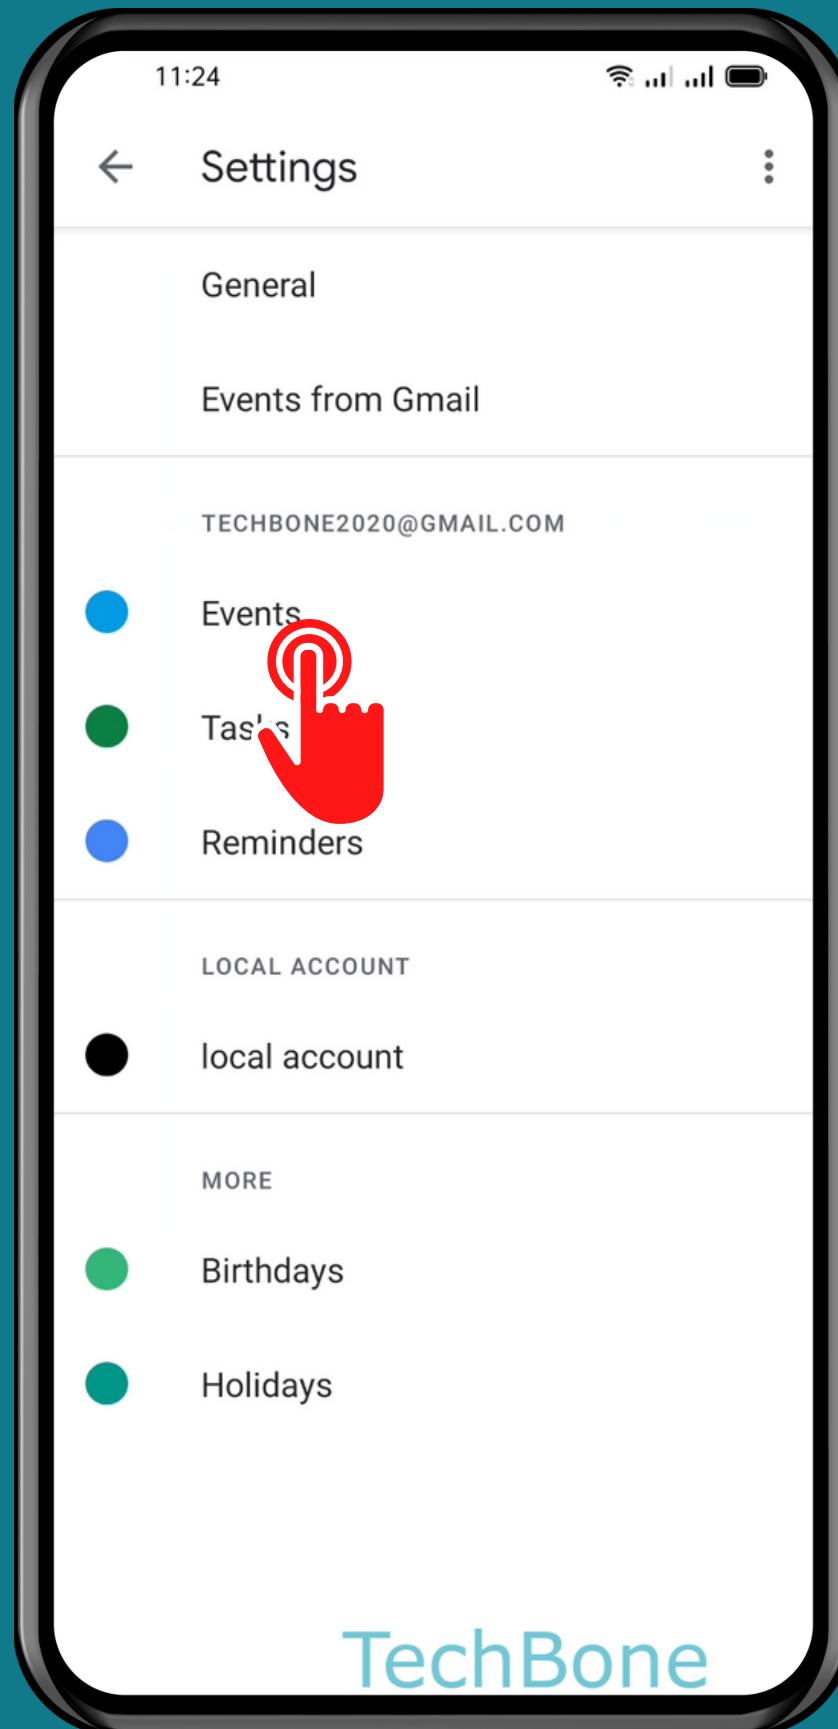 11:24
Settings
General
Events from Gmail
TECHBONE2020@GMAIL.COM
Events
Tasks
Reminders
LOCAL ACCOUNT
local account
MORE
Birthdays
Holidays
TechBone